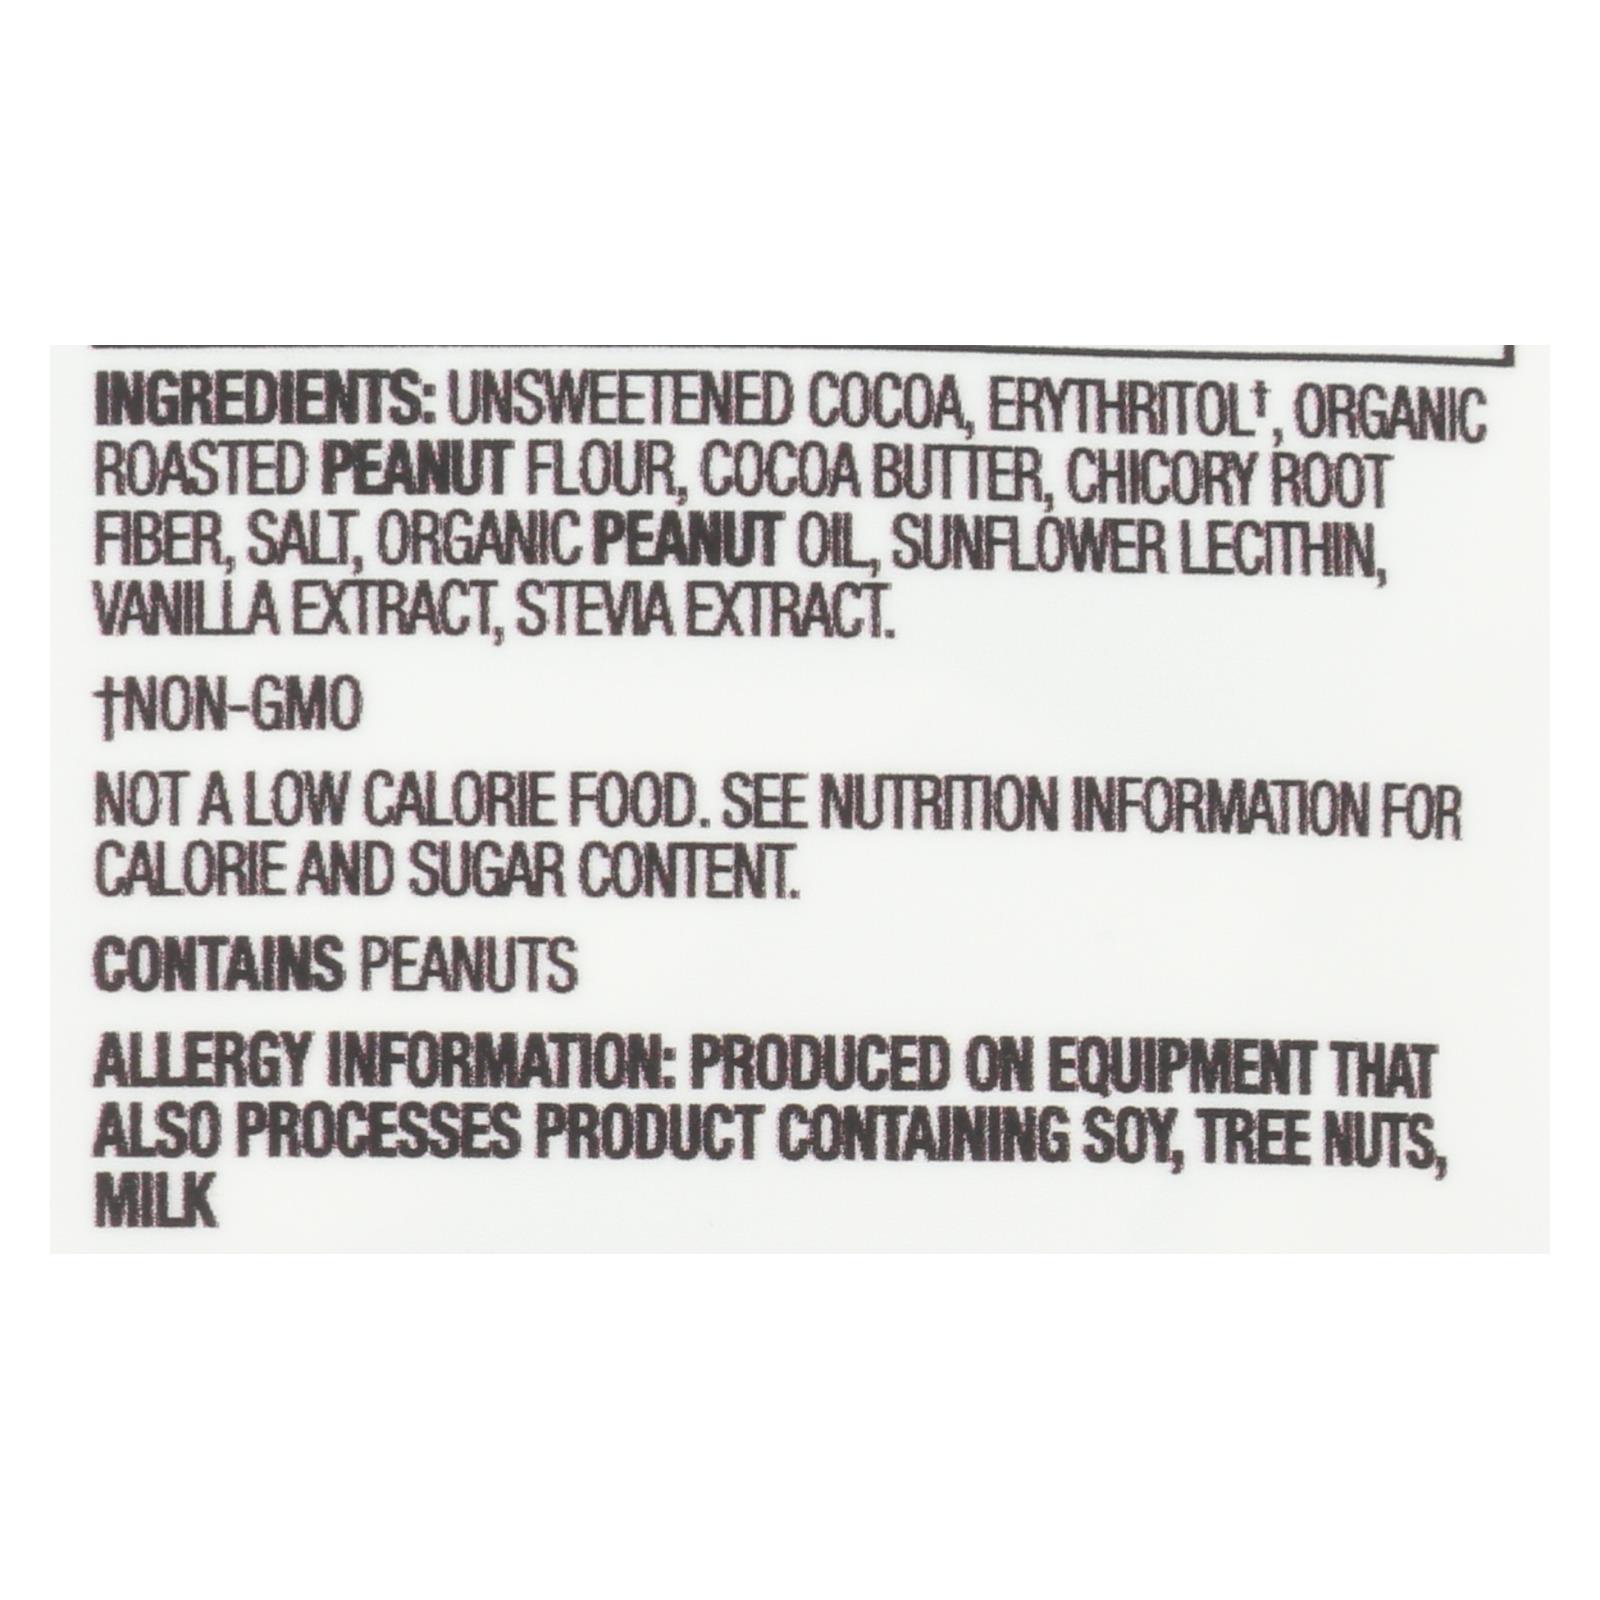 INGREDIENTS: UNSWEETENED COCOA, ERYTHRITOL†, ORGANIC
ROASTED PEANUT FLOUR, COCOA BUTTER, CHICORY ROOT
FIBER, SALT, ORGANIC PEANUT OIL, SUNFLOWER LECITHIN,
VANILLA EXTRACT, STEVIA EXTRACT.
†NON-GMO
NOT A LOW CALORIE FOOD. SEE NUTRITION INFORMATION FOR
CALORIE AND SUGAR CONTENT.
CONTAINS PEANUTS
ALLERGY INFORMATION: PRODUCED ON EQUIPMENT THAT
ALSO PROCESSES PRODUCT CONTAINING SOY, TREE NUTS,
MILK